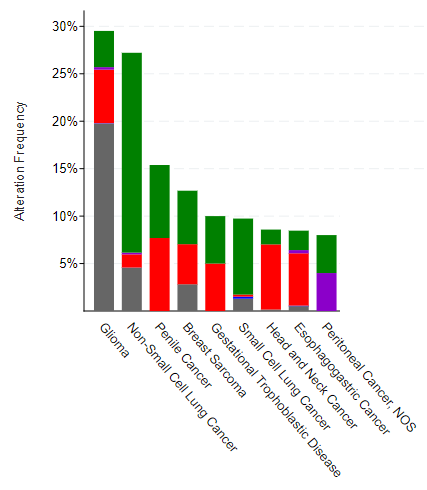 30%
25%
20%
15%
10%
5%
Alteration Frequency
Glioma
Non-Small Cell Lung Cancer
Penile Cancer
Breast Sarcoma
Gestational Trophoblastic Disease
Small Cell Lung Cancer
Head and Neck Cancer
Esophagogastric Cancer
Peritoneal Cancer, NOS